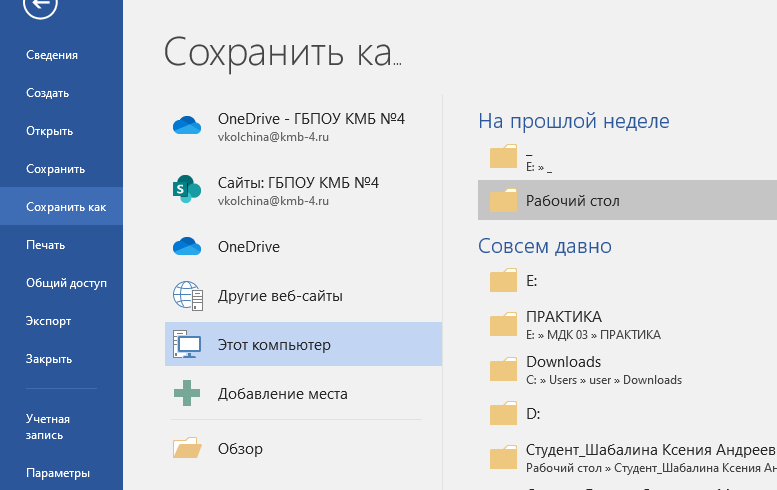 Сохранить ка...
Сведения
Создать
Открыть
Сохранить
Сохранить как
Печать
Общий доступ
Экспорт
Закрыть
Учетная
запись
Параметры
OneDrive - ГБПОУ КМБ №4
vkolchina@kmb-4.ru
Сайты: ГБПОУ КМБ №4
vkolchina@kmb-4.ru
OneDrive
Другие веб-сайты
Этот компьютер
Добавление места
Обзор
На прошлой неделе
_
E: » _
Рабочий стол
Совсем давно
E:
ПРАКТИКА
E: » МДК 03 » ПРАКТИКА
Downloads
C: » Users » user » Downloads
D:
Студент_Шабалина Ксения Андреев
Рабочий стол » Студент_Шабалина Ксения Ан